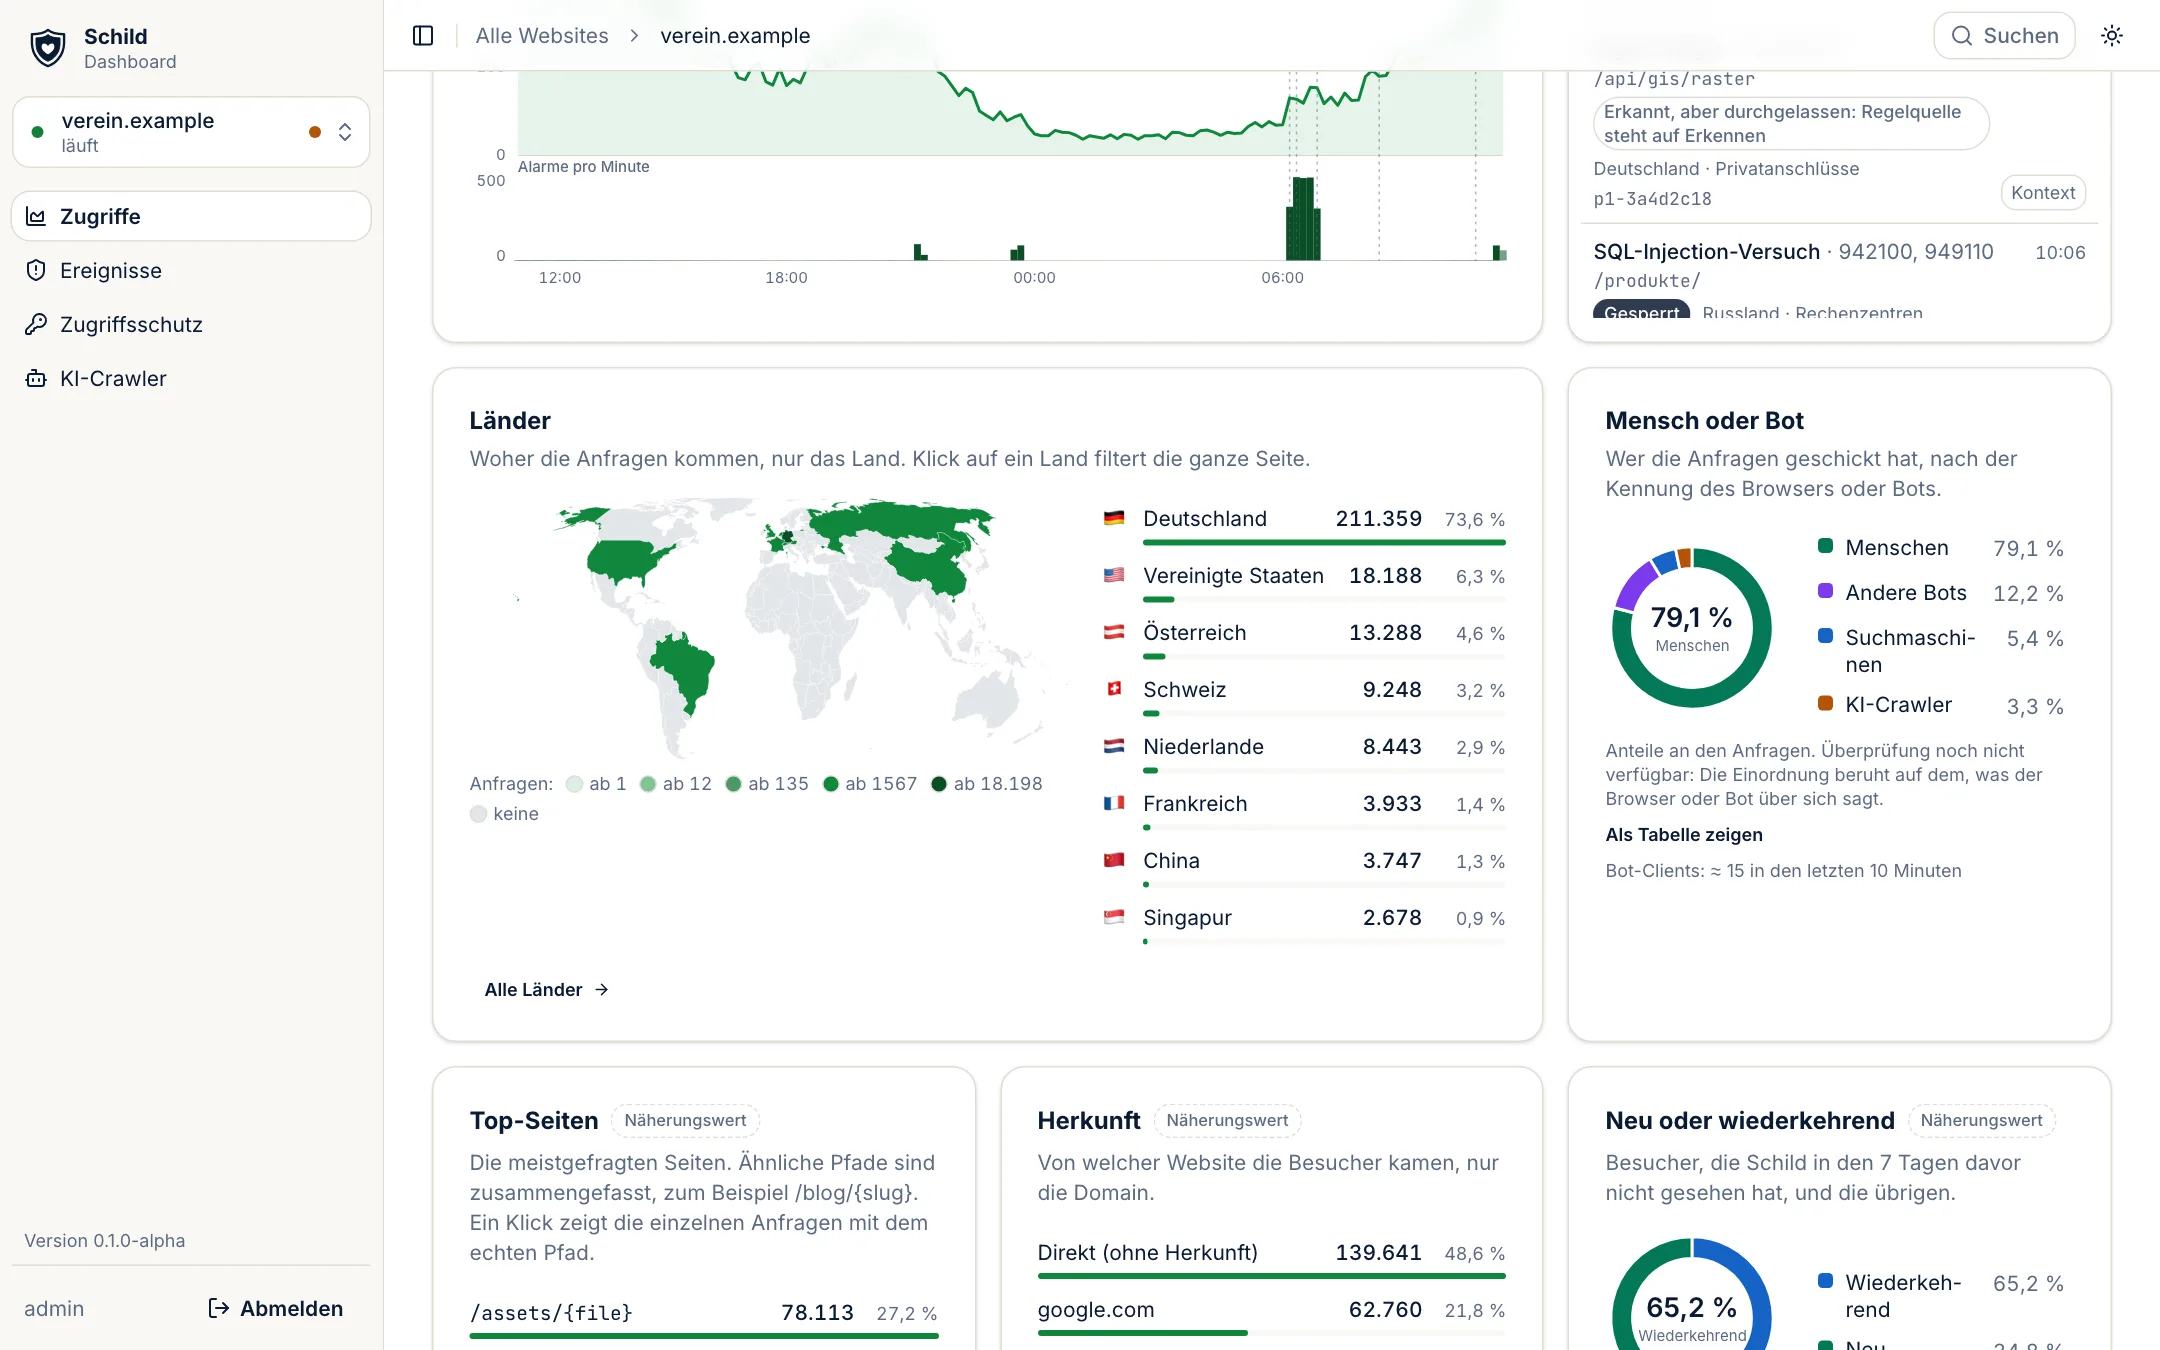 Schild
Dashboard
verein.example
läuft
Zugriffe
Ereignisse
Zugriffsschutz
KI-Crawler
Version 0.1.0-alpha
admin
Abmelden
Alle Websites
verein.example
Suchen
0
Alarme pro Minute
500
0
12:00
18:00
00:00
06:00
/api/gis/raster
Erkannt, aber durchgelassen: Regelquelle
steht auf Erkennen
Deutschland · Privatanschlüsse
p1-3a4d2c18
Kontext
SQL-Injection-Versuch · 942100, 949110 10:06
/produkte/
Gesperrt Russland · Rechenzentren
Länder
Woher die Anfragen kommen, nur das Land. Klick auf ein Land filtert die ganze Seite.
Anfragen: ab 1 ab 12 ab 135 ab 1567 ab 18.198
keine
Deutschland 211.359 73,6 %
Vereinigte Staaten 18.188 6,3 %
Österreich 13.288 4,6 %
Schweiz 9.248 3,2 %
Niederlande 8.443 2,9 %
Frankreich 3.933 1,4 %
China 3.747 1,3 %
Singapur 2.678 0,9 %
Alle Länder
Mensch oder Bot
Wer die Anfragen geschickt hat, nach der
Kennung des Browsers oder Bots.
79,1 %
Menschen
Menschen 79,1 %
Andere Bots 12,2 %
Suchmaschi- 5,4 %
nen
KI-Crawler 3,3 %
Anteile an den Anfragen. Überprüfung noch nicht
verfügbar: Die Einordnung beruht auf dem, was der
Browser oder Bot über sich sagt.
Als Tabelle zeigen
Bot-Clients: ≈ 15 in den letzten 10 Minuten
Top-Seiten Näherungswert
Die meistgefragten Seiten. Ähnliche Pfade sind
zusammengefasst, zum Beispiel /blog/{slug}.
Ein Klick zeigt die einzelnen Anfragen mit dem
echten Pfad.
/assets/{file} 78.113 27,2 %
Herkunft Näherungswert
Von welcher Website die Besucher kamen, nur
die Domain.
Direkt (ohne Herkunft) 139.641 48,6 %
google.com 62.760 21,8 %
Neu oder wiederkehrend Näherungswert
Besucher, die Schild in den 7 Tagen davor
nicht gesehen hat, und die übrigen.
65,2 %
Wiederkehrend
Wiederkeh- 65,2 %
rend
Neu